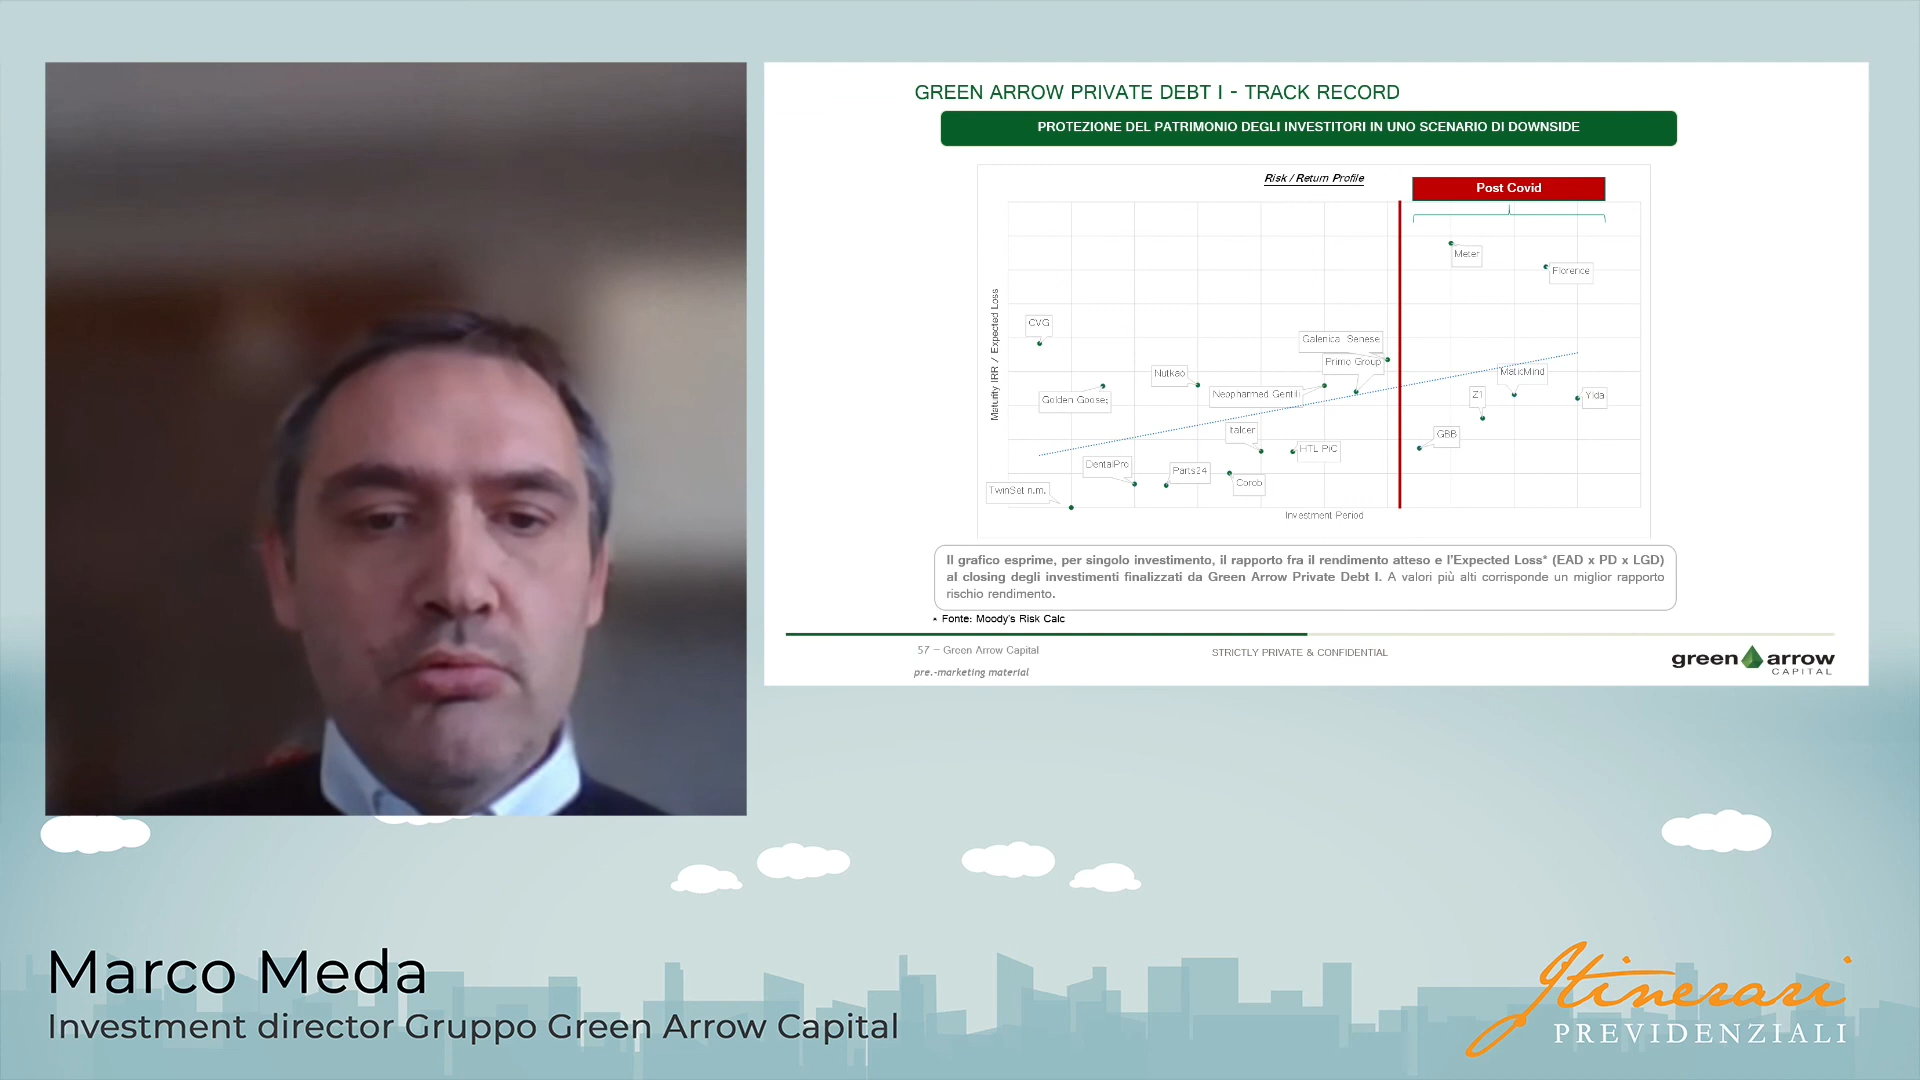 GREEN ARROW PRIVATE DEBT I - TRACK RECORD
PROTEZIONE DEL PATRIMONIO DEGLI INVESTITORI IN UNO SCENARIO DI DOWNSIDE
Risk / Return Profile
Post Covid
Maturity IRR / Expected Loss
Meter
Florence
CVG
Galenica Senese
Primo Group
Nutkao
Neopharmed Gentili
Golden Goose;
MaticMind
Z1
Ylda
Italcer
GBB
HTL PiC
DentalPro
Parts24
Corob
TwinSet n.m.
Investment Period
Il grafico esprime, per singolo investimento, il rapporto fra il rendimento atteso e l'Expected Loss* (EAD x PD x LGD)
al closing degli investimenti finalizzati da Green Arrow Private Debt I. A valori più alti corrisponde un miglior rapporto
rischio rendimento.
* Fonte: Moody's Risk Calc
57 – Green Arrow Capital
STRICTLY PRIVATE & CONFIDENTIAL
pre.-marketing material
green arrow
CAPITAL
Marco Meda
Investment director Gruppo Green Arrow Capital
Itinerari
PREVIDENZIALI